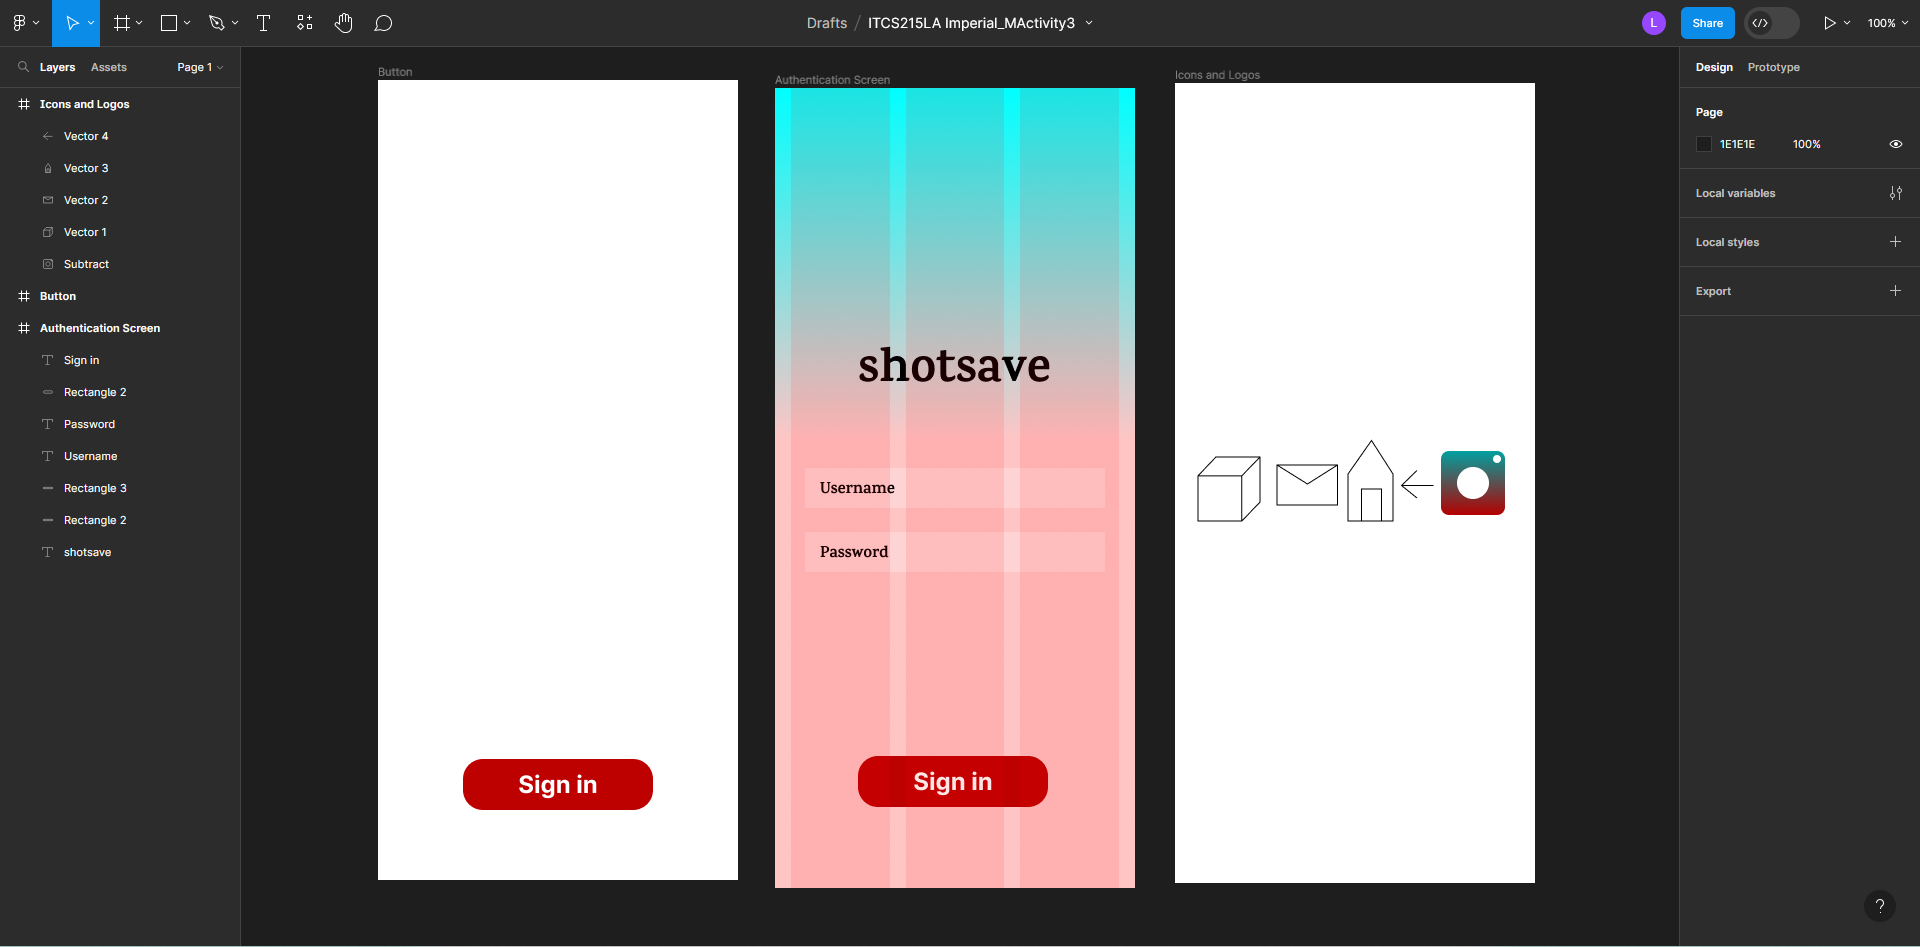 Drafts / ITCS215LA Imperial_MActivity3
L
Share
100%
Layers
Assets
Page 1
Icons and Logos
Vector 4
Vector 3
Vector 2
Vector 1
Subtract
Button
Authentication Screen
Sign in
Rectangle 2
Password
Username
Rectangle 3
Rectangle 2
shotsave
Button
Sign in
Authentication Screen
shotsave
Username
Password
Sign in
Icons and Logos
Design
Prototype
Page
1E1E1E
100%
Local variables
Local styles
Export
?